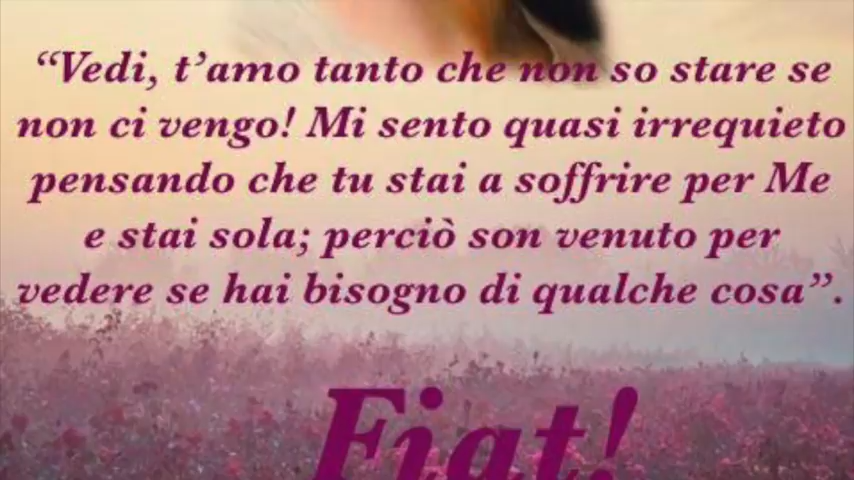 “Vedi, t’amo tanto che non so stare se
non ci vengo! Mi sento quasi irrequieto
pensando che tu stai a soffrire per Me
e stai sola; perciò son venuto per
vedere se hai bisogno di qualche cosa”.
Fiat!